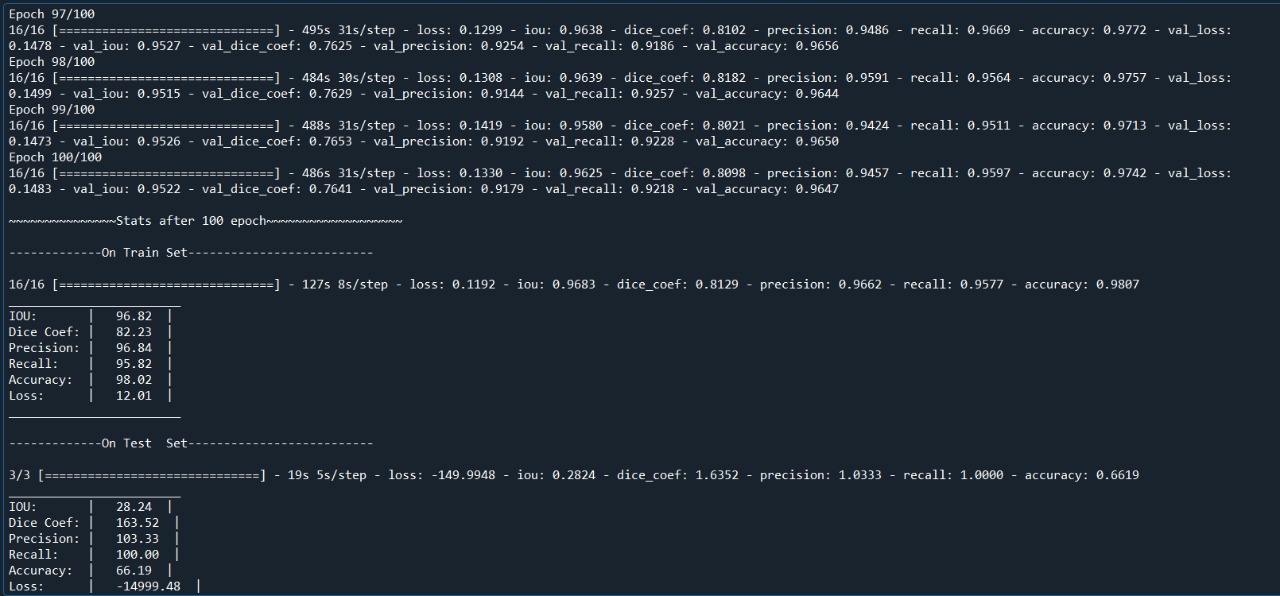 Epoch 97/100
16/16 [==============================] - 495s 31s/step - loss: 0.1299 - iou: 0.9638 - dice_coef: 0.8102 - precision: 0.9486 - recall: 0.9669 - accuracy: 0.9772 - val_loss:
0.1478 - val_iou: 0.9527 - val_dice_coef: 0.7625 - val_precision: 0.9254 - val_recall: 0.9186 - val_accuracy: 0.9656
Epoch 98/100
16/16 [==============================] - 484s 30s/step - loss: 0.1308 - iou: 0.9639 - dice_coef: 0.8182 - precision: 0.9591 - recall: 0.9564 - accuracy: 0.9757 - val_loss:
0.1499 - val_iou: 0.9515 - val_dice_coef: 0.7629 - val_precision: 0.9144 - val_recall: 0.9257 - val_accuracy: 0.9644
Epoch 99/100
16/16 [==============================] - 488s 31s/step - loss: 0.1419 - iou: 0.9580 - dice_coef: 0.8021 - precision: 0.9424 - recall: 0.9511 - accuracy: 0.9713 - val_loss:
0.1473 - val_iou: 0.9526 - val_dice_coef: 0.7653 - val_precision: 0.9192 - val_recall: 0.9228 - val_accuracy: 0.9650
Epoch 100/100
16/16 [==============================] - 486s 31s/step - loss: 0.1330 - iou: 0.9625 - dice_coef: 0.8098 - precision: 0.9457 - recall: 0.9597 - accuracy: 0.9742 - val_loss:
0.1483 - val_iou: 0.9522 - val_dice_coef: 0.7641 - val_precision: 0.9179 - val_recall: 0.9218 - val_accuracy: 0.9647
~~~~~~~~~~~~~~~Stats after 100 epoch~~~~~~~~~~~~~~~~~~~
-------------On Train Set--------------------------
16/16 [==============================] - 127s 8s/step - loss: 0.1192 - iou: 0.9683 - dice_coef: 0.8129 - precision: 0.9662 - recall: 0.9577 - accuracy: 0.9807
________________________
IOU:       |   96.82  |
Dice Coef: |   82.23  |
Precision: |   96.84  |
Recall:    |   95.82  |
Accuracy:  |   98.02  |
Loss:      |   12.01  |
________________________
-------------On Test  Set--------------------------
3/3 [==============================] - 19s 5s/step - loss: -149.9948 - iou: 0.2824 - dice_coef: 1.6352 - precision: 1.0333 - recall: 1.0000 - accuracy: 0.6619
________________________
IOU:       |   28.24  |
Dice Coef: |   163.52  |
Precision: |   103.33  |
Recall:    |   100.00  |
Accuracy:  |   66.19  |
Loss:      |   -14999.48  |